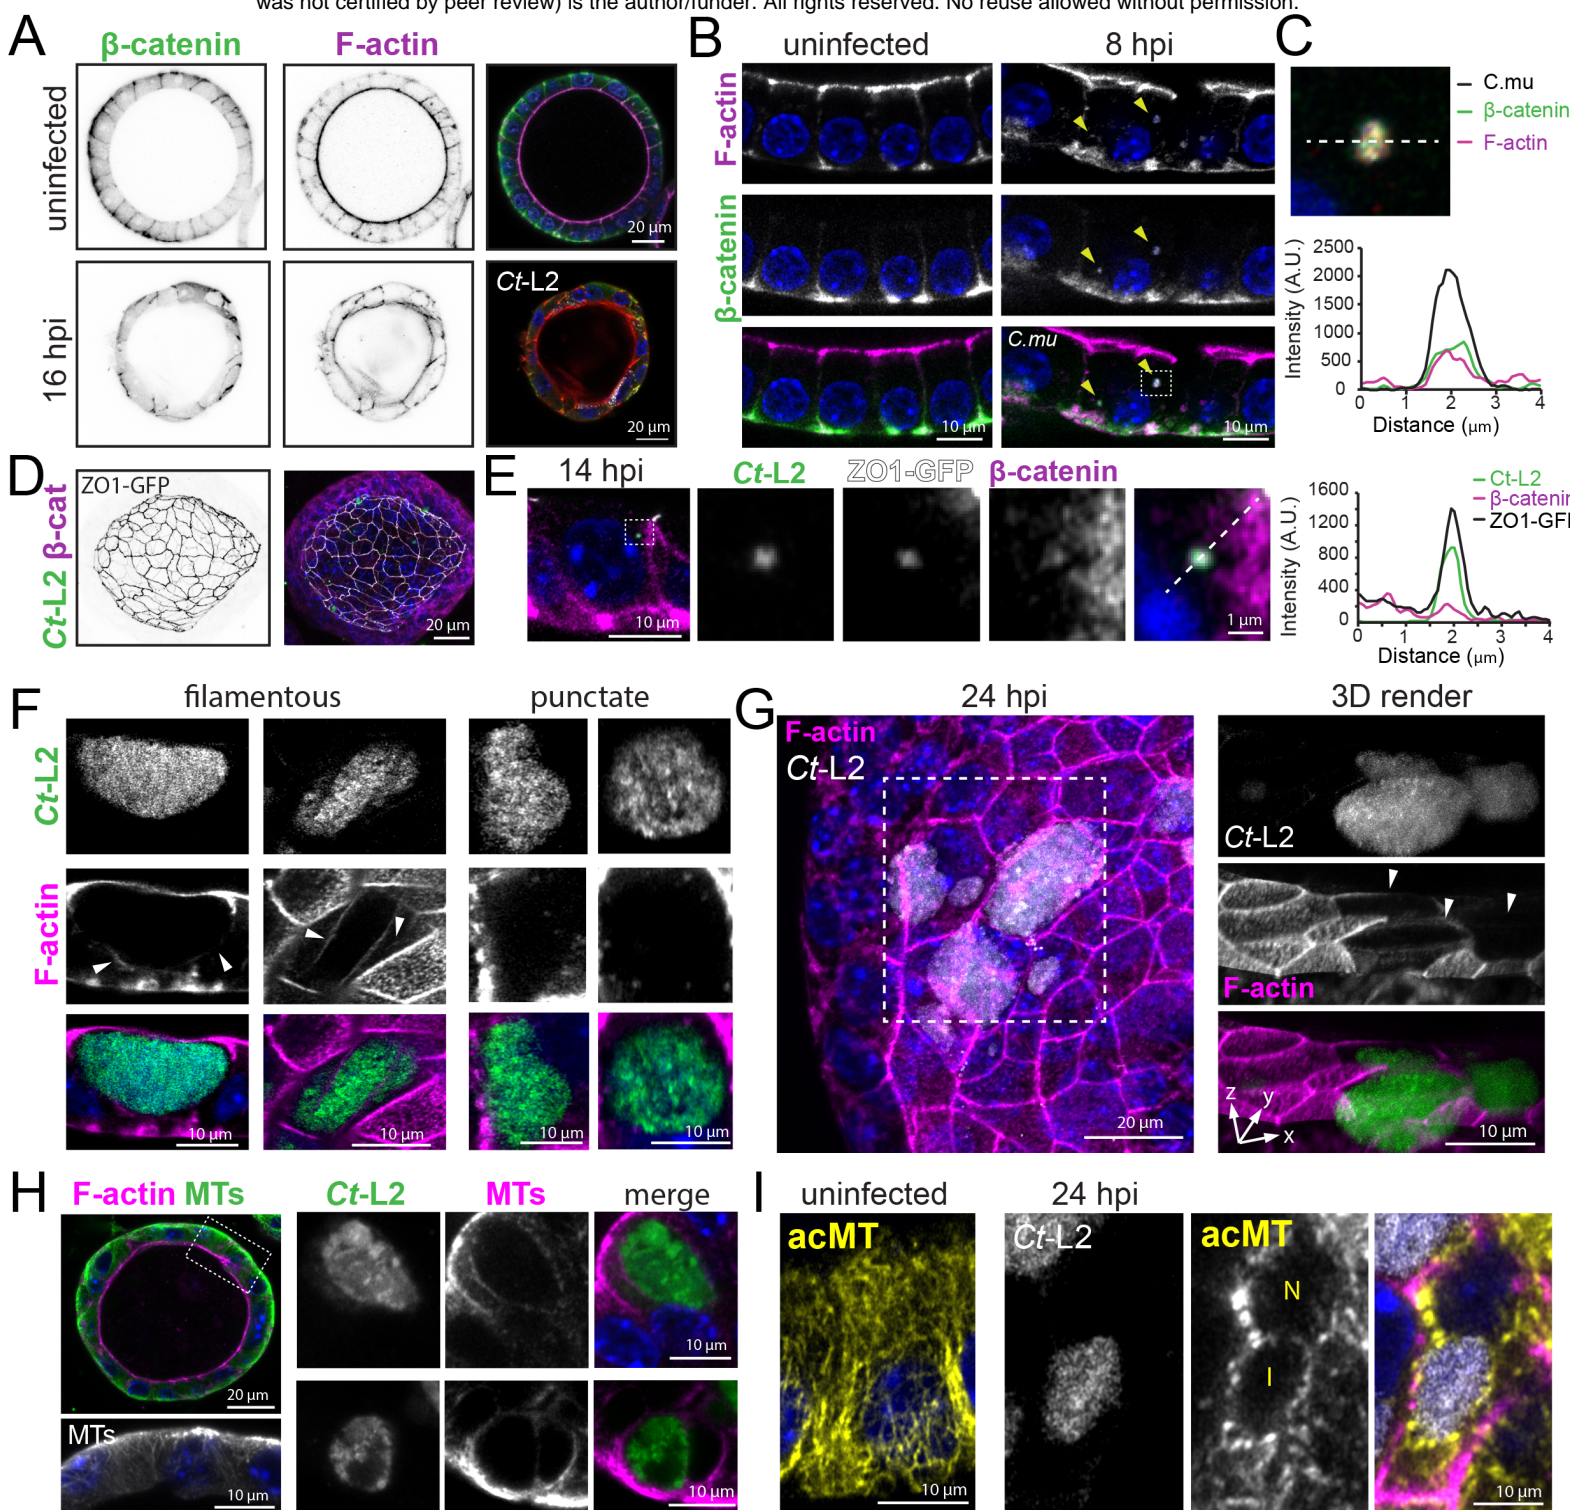 was not certified by peer review) is the author/funder. All rights reserved. No reuse allowed without permission.
A
β-catenin
F-actin
uninfected
20 µm
16 hpi
Ct-L2
20 µm
B
uninfected
8 hpi
F-actin
β-catenin
C.mu
10 µm
10 µm
C
C.mu
β-catenin
F-actin
Intensity (A.U.)
2500
2000
1500
1000
500
0
0 1 2 3 4
Distance (µm)
D
Ct-L2 β-cat
ZO1-GFP
20 µm
E
14 hpi
Ct-L2
ZO1-GFP
β-catenin
10 µm
1 µm
Ct-L2
β-catenin
ZO1-GF
Intensity (A.U.)
1600
1200
800
400
0
0 1 2 3 4
Distance (µm)
F
filamentous
punctate
Ct-L2
F-actin
10 µm
10 µm
10 µm
10 µm
G
24 hpi
3D render
F-actin
Ct-L2
20 µm
Ct-L2
F-actin
z
y
x
10 µm
H
F-actin MTs
Ct-L2
MTs
merge
20 µm
10 µm
MTs
10 µm
10 µm
I
uninfected
24 hpi
acMT
Ct-L2
acMT
N
I
10 µm
10 µm